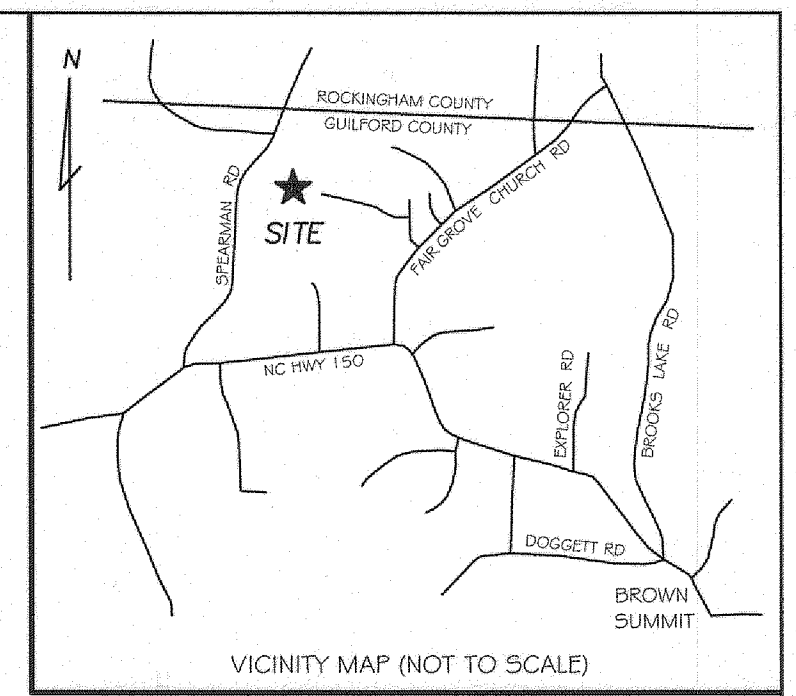 N
ROCKINGHAM COUNTY
GUILFORD COUNTY
SPEARMAN RD
SITE
FAIR GROVE CHURCH RD
NC HWY 150
EXPLORER RD
BROOKS LAKE RD
DOGGETT RD
BROWN
SUMMIT
VICINITY MAP (NOT TO SCALE)